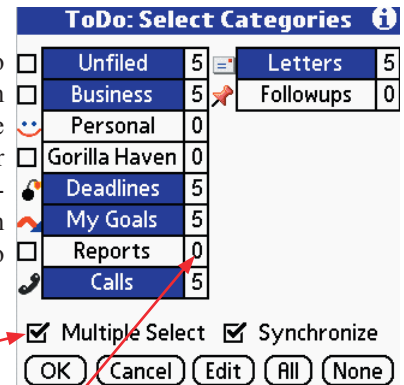 ToDo: Select Categories i
Unfiled 5 Letters 5
Business 5 Followups 0
Personal 0
Gorilla Haven 0
Deadlines 5
My Goals 5
Reports 0
Calls 5
Multiple Select Synchronize
OK Cancel Edit All None